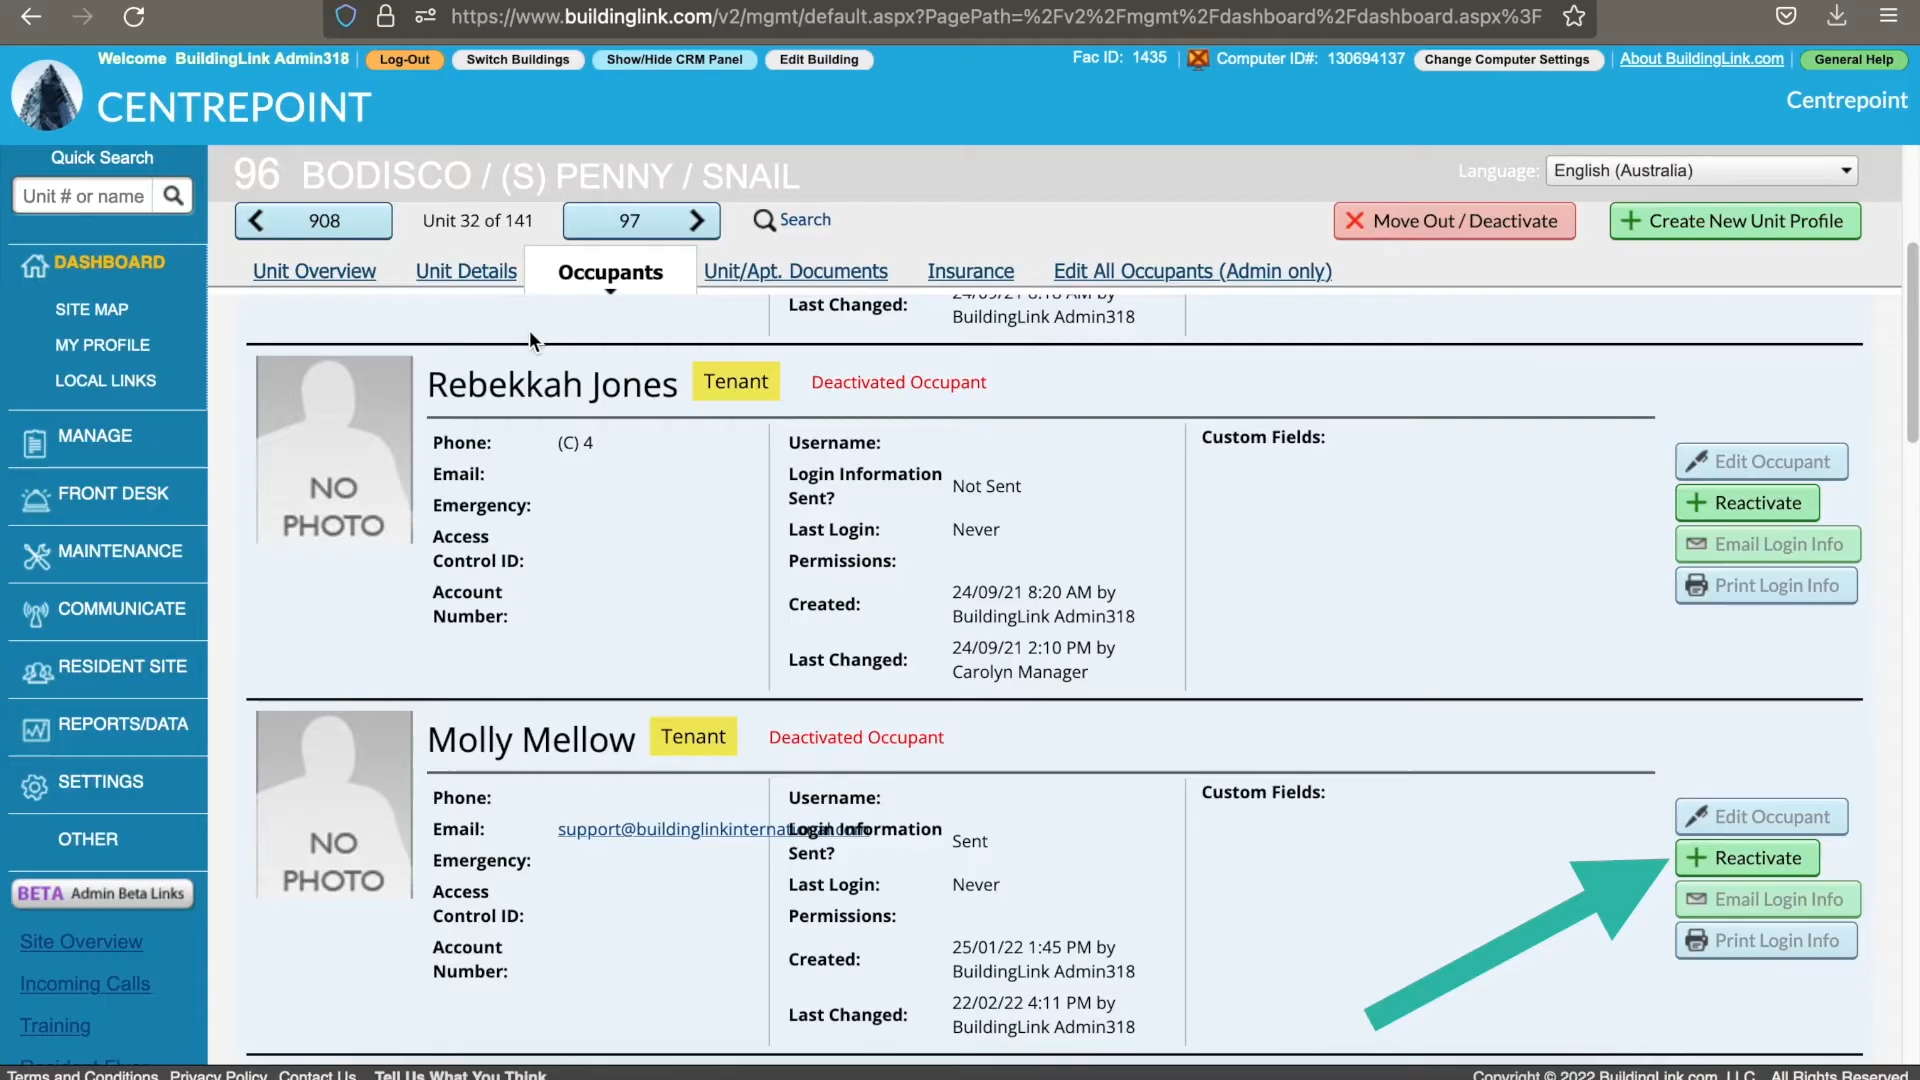 https://www.buildinglink.com/v2/mgmt/default.aspx?PagePath=%2Fv2%2Fmgmt%2Fdashboard%2Fdashboard.aspx%3F
Welcome BuildingLink Admin318 Log-Out Switch Buildings Show/Hide CRM Panel Edit Building Fac ID: 1435 Computer ID#: 130694137 Change Computer Settings About BuildingLink.com General Help
CENTREPOINT
Centrepoint
Quick Search
Unit # or name
DASHBOARD
SITE MAP
MY PROFILE
LOCAL LINKS
MANAGE
FRONT DESK
MAINTENANCE
COMMUNICATE
RESIDENT SITE
REPORTS/DATA
SETTINGS
OTHER
BETA Admin Beta Links
Site Overview
Incoming Calls
Training
96 BODISCO / (S) PENNY / SNAIL
Language: English (Australia)
908 Unit 32 of 141 97 Search
Move Out / Deactivate Create New Unit Profile
Unit Overview Unit Details Occupants Unit/Apt. Documents Insurance Edit All Occupants (Admin only)
Last Changed: 24/09/21 8:18 AM by
BuildingLink Admin318
Rebekkah Jones Tenant Deactivated Occupant
NO
PHOTO
Phone: (C) 4
Email:
Emergency:
Access
Control ID:
Account
Number:
Username:
Login Information
Sent? Not Sent
Last Login: Never
Permissions:
Created: 24/09/21 8:20 AM by
BuildingLink Admin318
Last Changed: 24/09/21 2:10 PM by
Carolyn Manager
Custom Fields:
Edit Occupant
Reactivate
Email Login Info
Print Login Info
Molly Mellow Tenant Deactivated Occupant
NO
PHOTO
Phone:
Email: support@buildinglinkinternational.com
Emergency:
Access
Control ID:
Account
Number:
Username:
Login Information
Sent? Sent
Last Login: Never
Permissions:
Created: 25/01/22 1:45 PM by
BuildingLink Admin318
Last Changed: 22/02/22 4:11 PM by
BuildingLink Admin318
Custom Fields:
Edit Occupant
Reactivate
Email Login Info
Print Login Info
Terms and Conditions Privacy Policy Contact Us Tell Us What You Think
Copyright © 2022 BuildingLink.com, LLC. All Rights Reserved